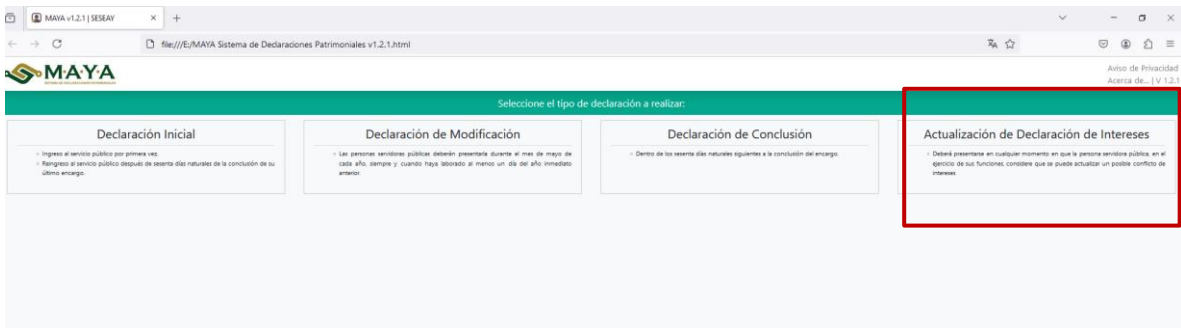 MAYA v1.2.1 | SESEAY
file:///E:/MAYA Sistema de Declaraciones Patrimoniales v1.2.1.html
M·A·Y·A
Aviso de Privacidad
Acerca de... | V 1.2.1
Seleccione el tipo de declaración a realizar:
Declaración Inicial
Ingreso al servicio público por primera vez.
Reingreso al servicio público después de sesenta días naturales de la conclusión de su
último encargo.
Declaración de Modificación
Las personas servidoras públicas deberán presentarla durante el mes de mayo de
cada año, siempre y cuando haya laborado al menos un día del año inmediato
anterior.
Declaración de Conclusión
Dentro de los sesenta días naturales siguientes a la conclusión del encargo.
Actualización de Declaración de Intereses
Deberá presentarse en cualquier momento en que la persona servidora pública, en el
ejercicio de sus funciones, considere que se puede actualizar un posible conflicto de
intereses.